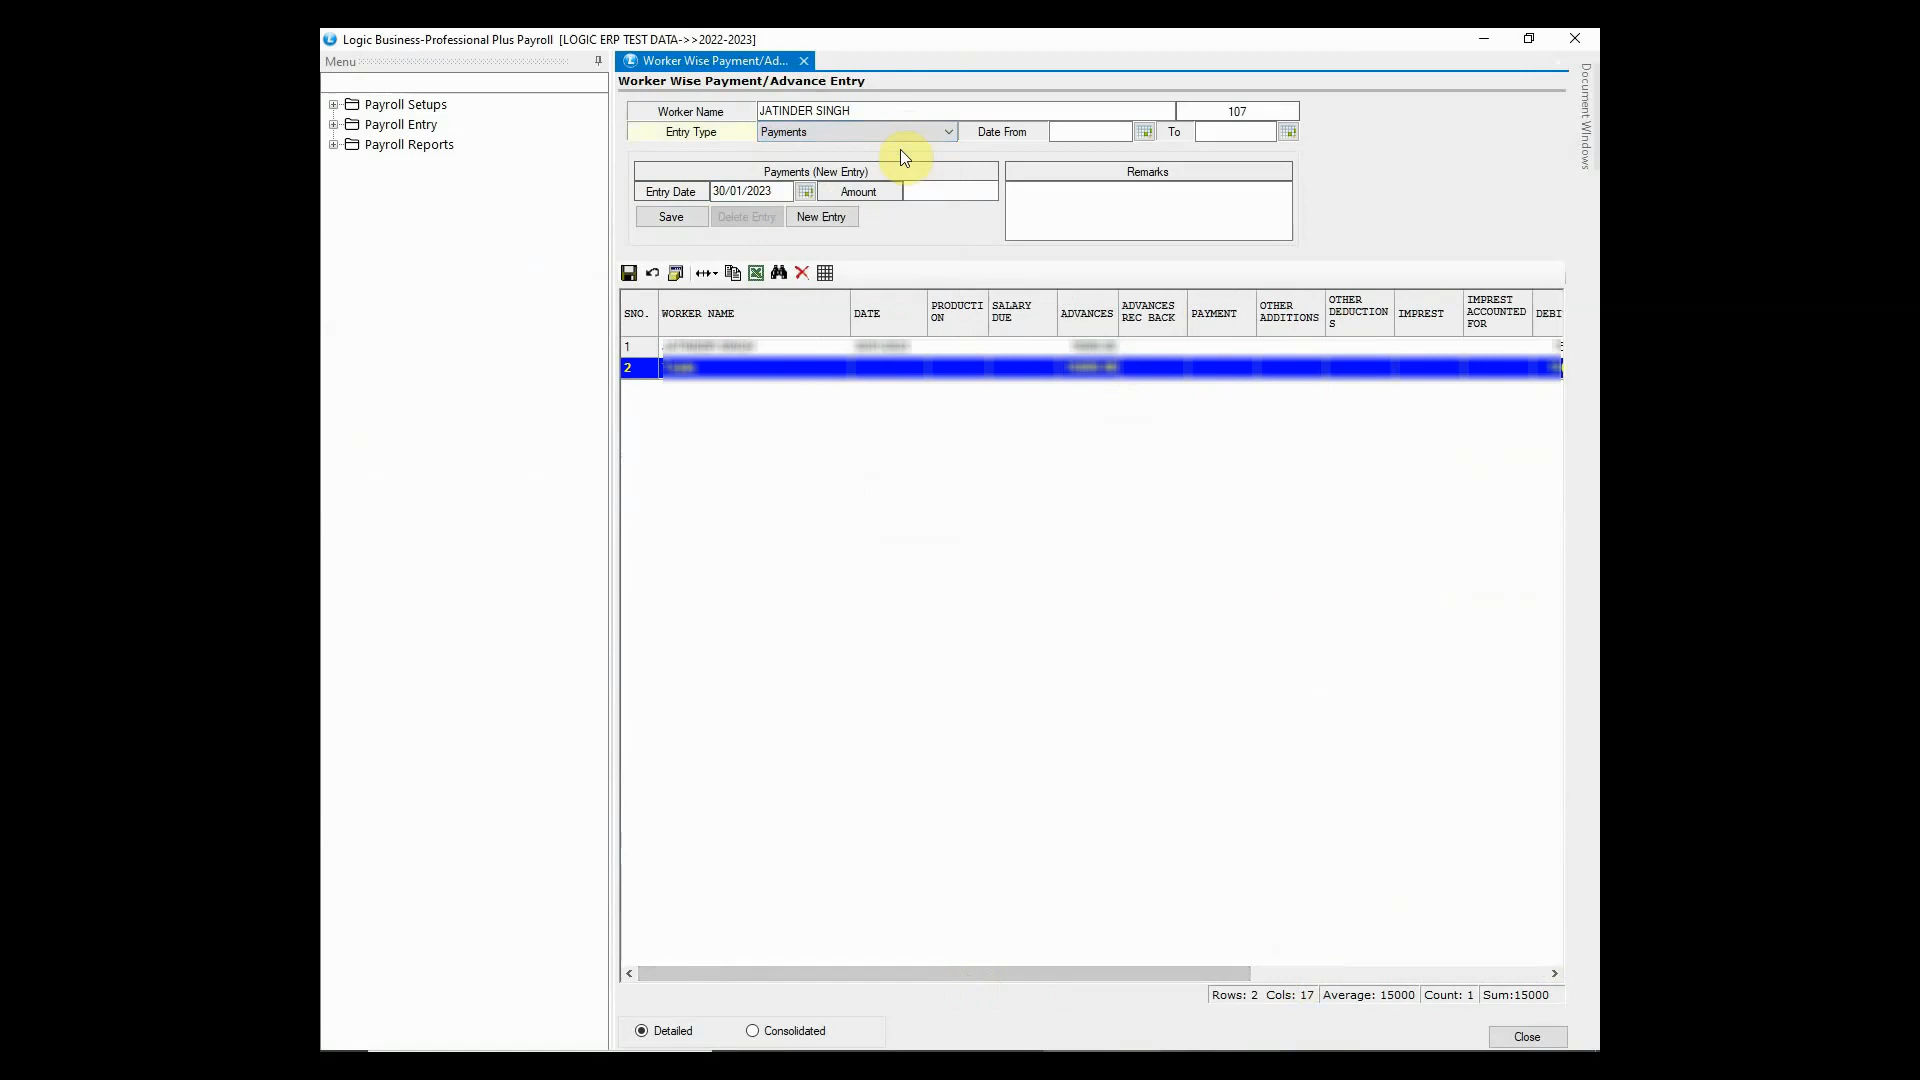 Logic Business-Professional Plus Payroll [LOGIC ERP TEST DATA->>2022-2023]
Menu
Worker Wise Payment/Ad...
Document Windows
Worker Wise Payment/Advance Entry
Payroll Setups
Payroll Entry
Payroll Reports
Worker Name JATINDER SINGH 107
Entry Type Payments Date From To
Payments (New Entry) Remarks
Entry Date 30/01/2023 Amount
Save Delete Entry New Entry
SNO. WORKER NAME DATE PRODUCTI ON SALARY DUE ADVANCES ADVANCES REC BACK PAYMENT OTHER ADDITIONS OTHER DEDUCTION S IMPREST IMPREST ACCOUNTED FOR DEBI
1
2
Rows: 2 Cols: 17 Average: 15000 Count: 1 Sum:15000
Detailed Consolidated
Close